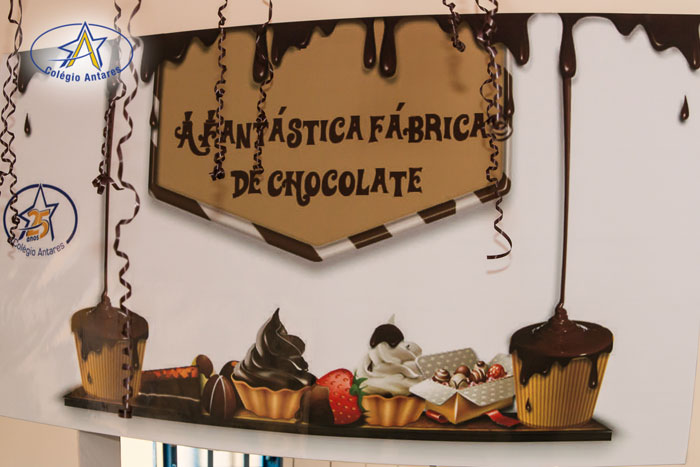 Colégio Antares
Á FANTÁSTICA FÁBRICA
DE CHOCOLATE
25
anos
Colégio Antares